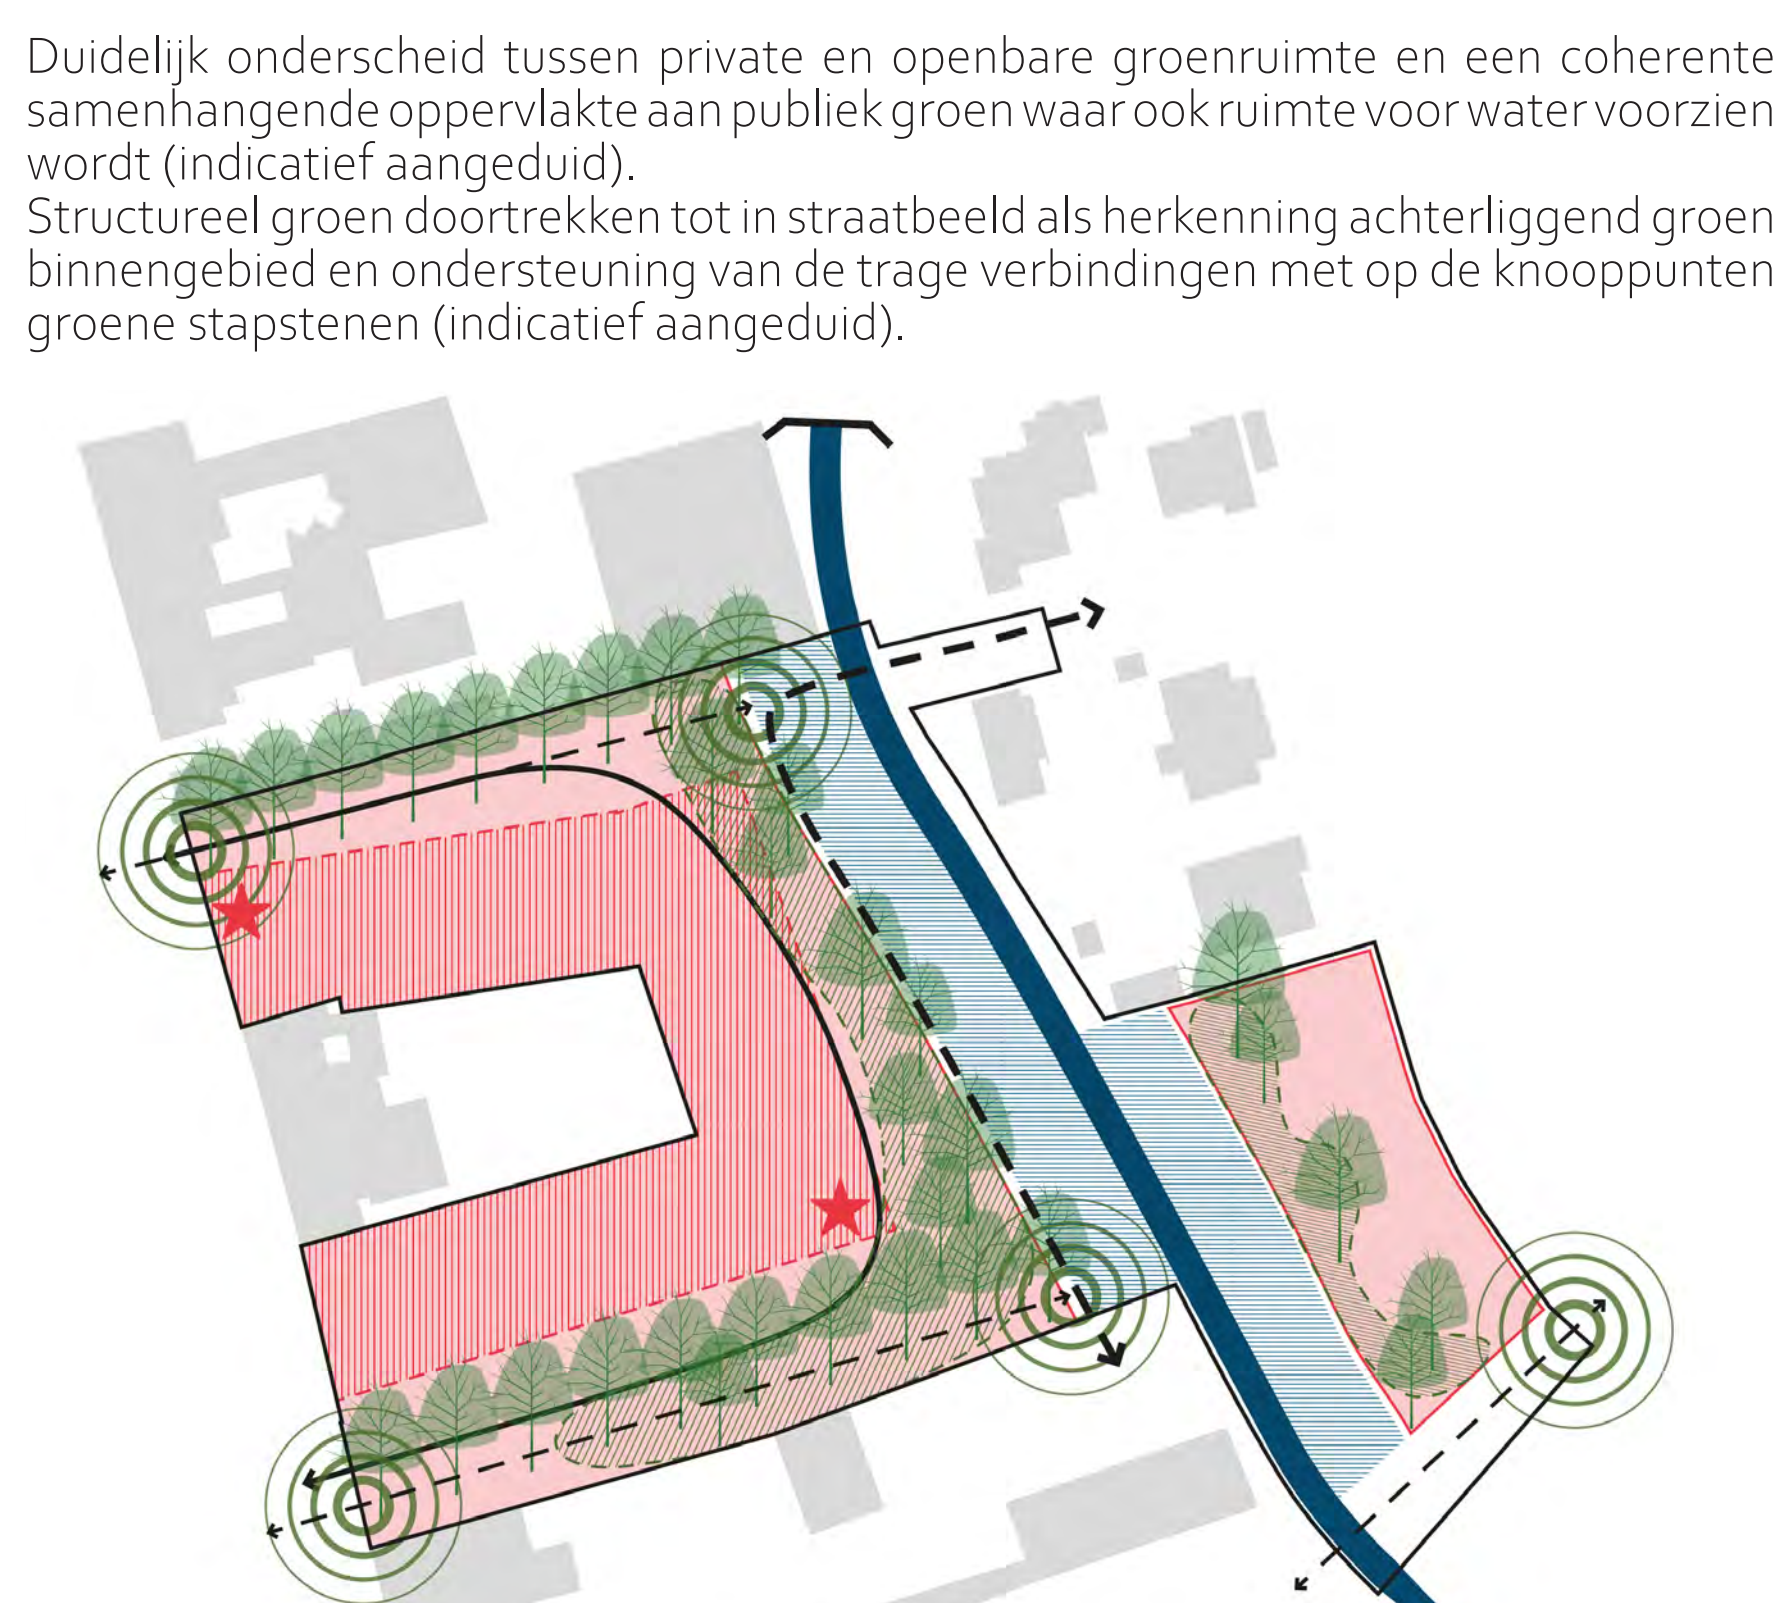 Duidelijk onderscheid tussen private en openbare groenruimte en een coherente
samenhangende oppervlakte aan publiek groen waar ook ruimte voor water voorzien
wordt (indicatief aangeduid).
Structureel groen doortrekken tot in straatbeeld als herkenning achterliggend groen
binnengebied en ondersteuning van de trage verbindingen met op de knooppunten
groene stapstenen (indicatief aangeduid).